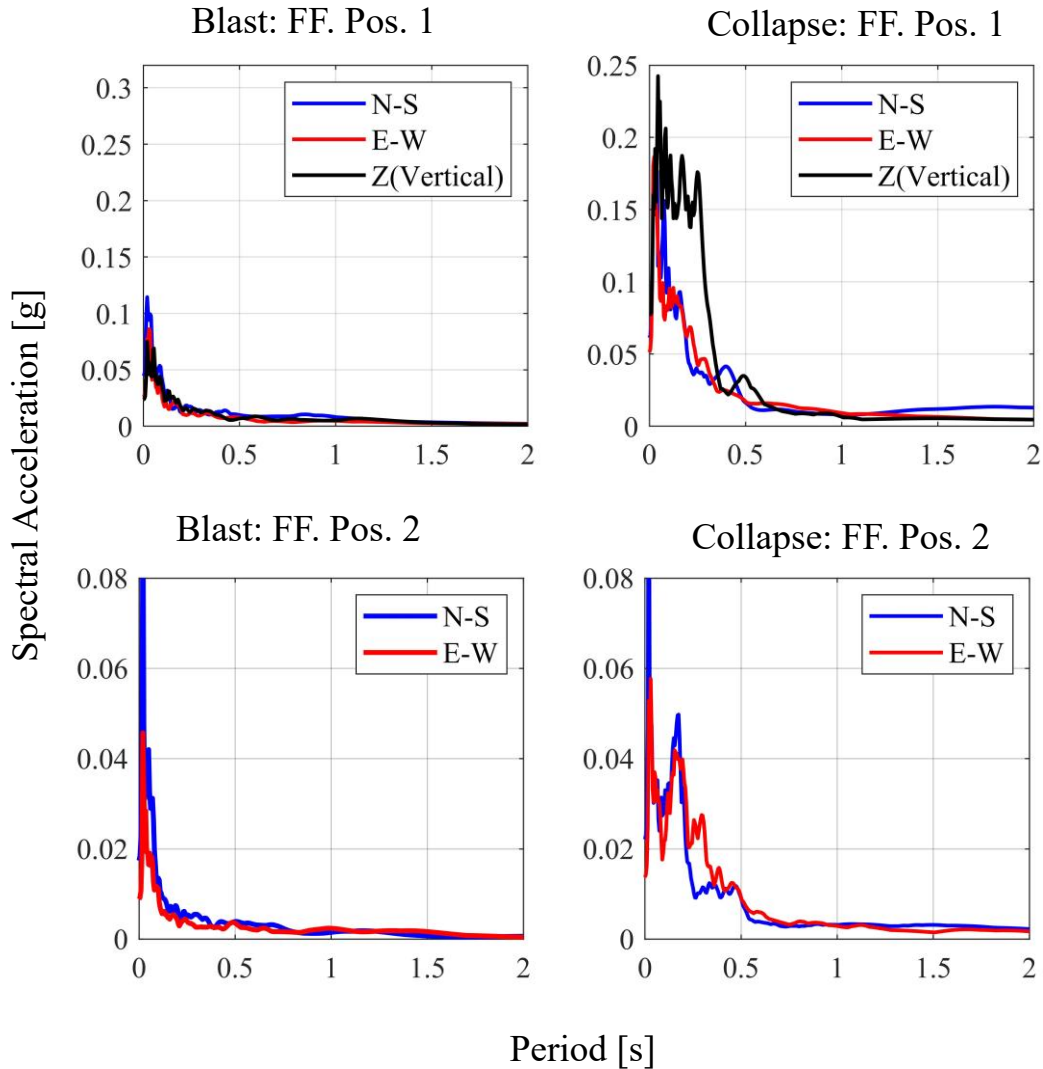 Blast: FF. Pos. 1
0.3
0.25
0.2
0.15
0.1
0.05
0
0 0.5 1 1.5 2
N-S
E-W
Z(Vertical)
Collapse: FF. Pos. 1
0.25
0.2
0.15
0.1
0.05
0
0 0.5 1 1.5 2
N-S
E-W
Z(Vertical)
Spectral Acceleration [g]
Blast: FF. Pos. 2
0.08
0.06
0.04
0.02
0
0 0.5 1 1.5 2
N-S
E-W
Collapse: FF. Pos. 2
0.08
0.06
0.04
0.02
0
0 0.5 1 1.5 2
N-S
E-W
Period [s]